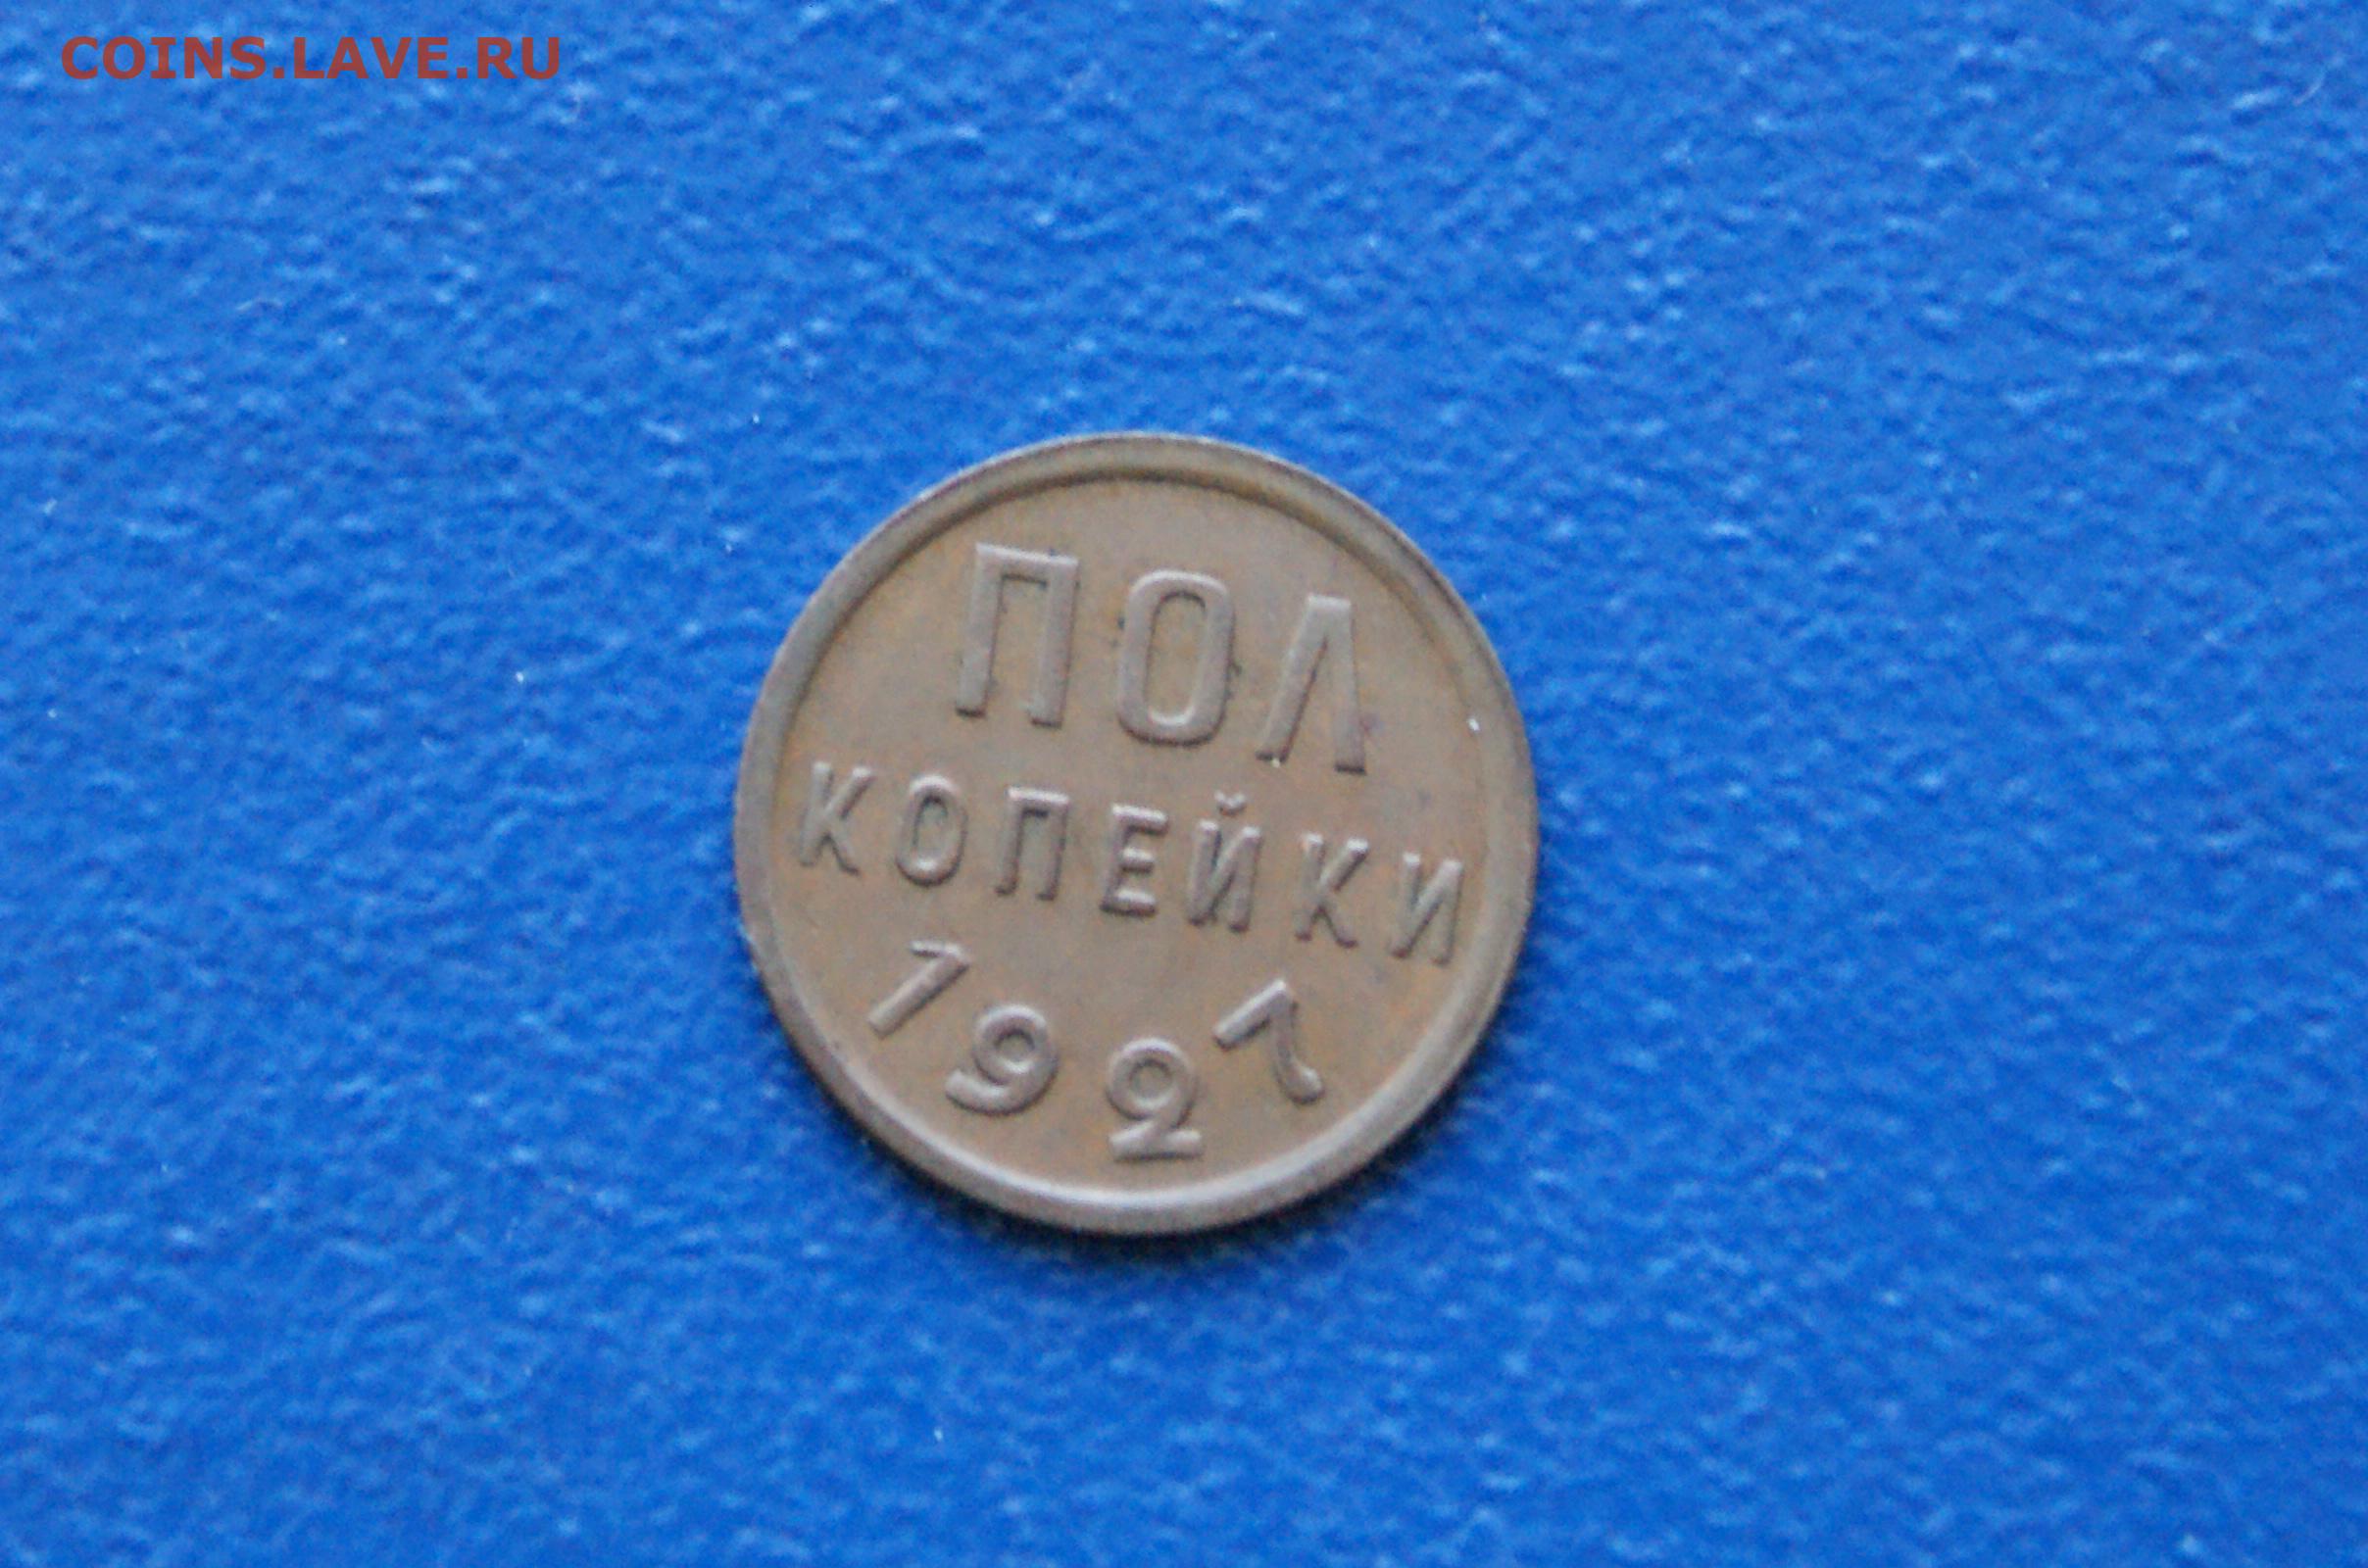 COINS.LAVE.RU
ПОЛ
КОПЕЙКИ
1927